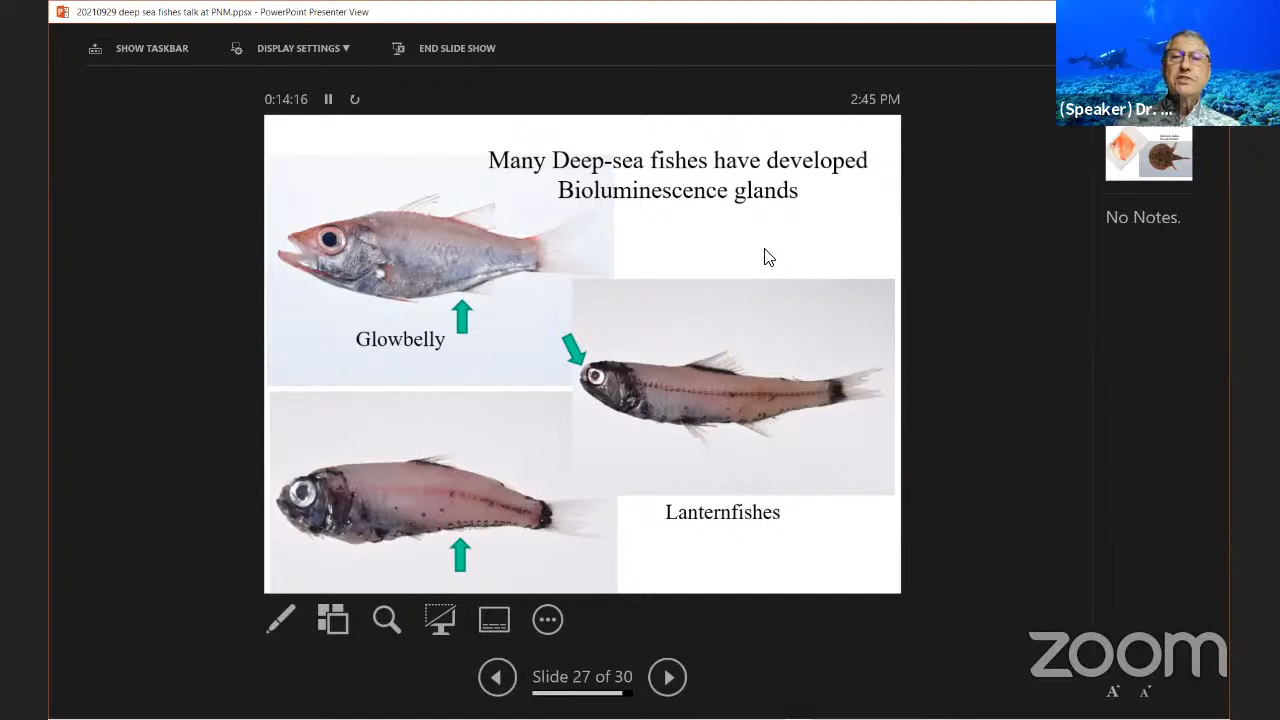 20210929 deep sea fishes talk at PNM.ppsx - PowerPoint Presenter View
SHOW TASKBAR
DISPLAY SETTINGS ▼
END SLIDE SHOW
(Speaker) Dr. ...
0:14:16
2:45 PM
No Notes.
Many Deep-sea fishes have developed
Bioluminescence glands
Glowbelly
Lanternfishes
Slide 27 of 30
zoom
A A